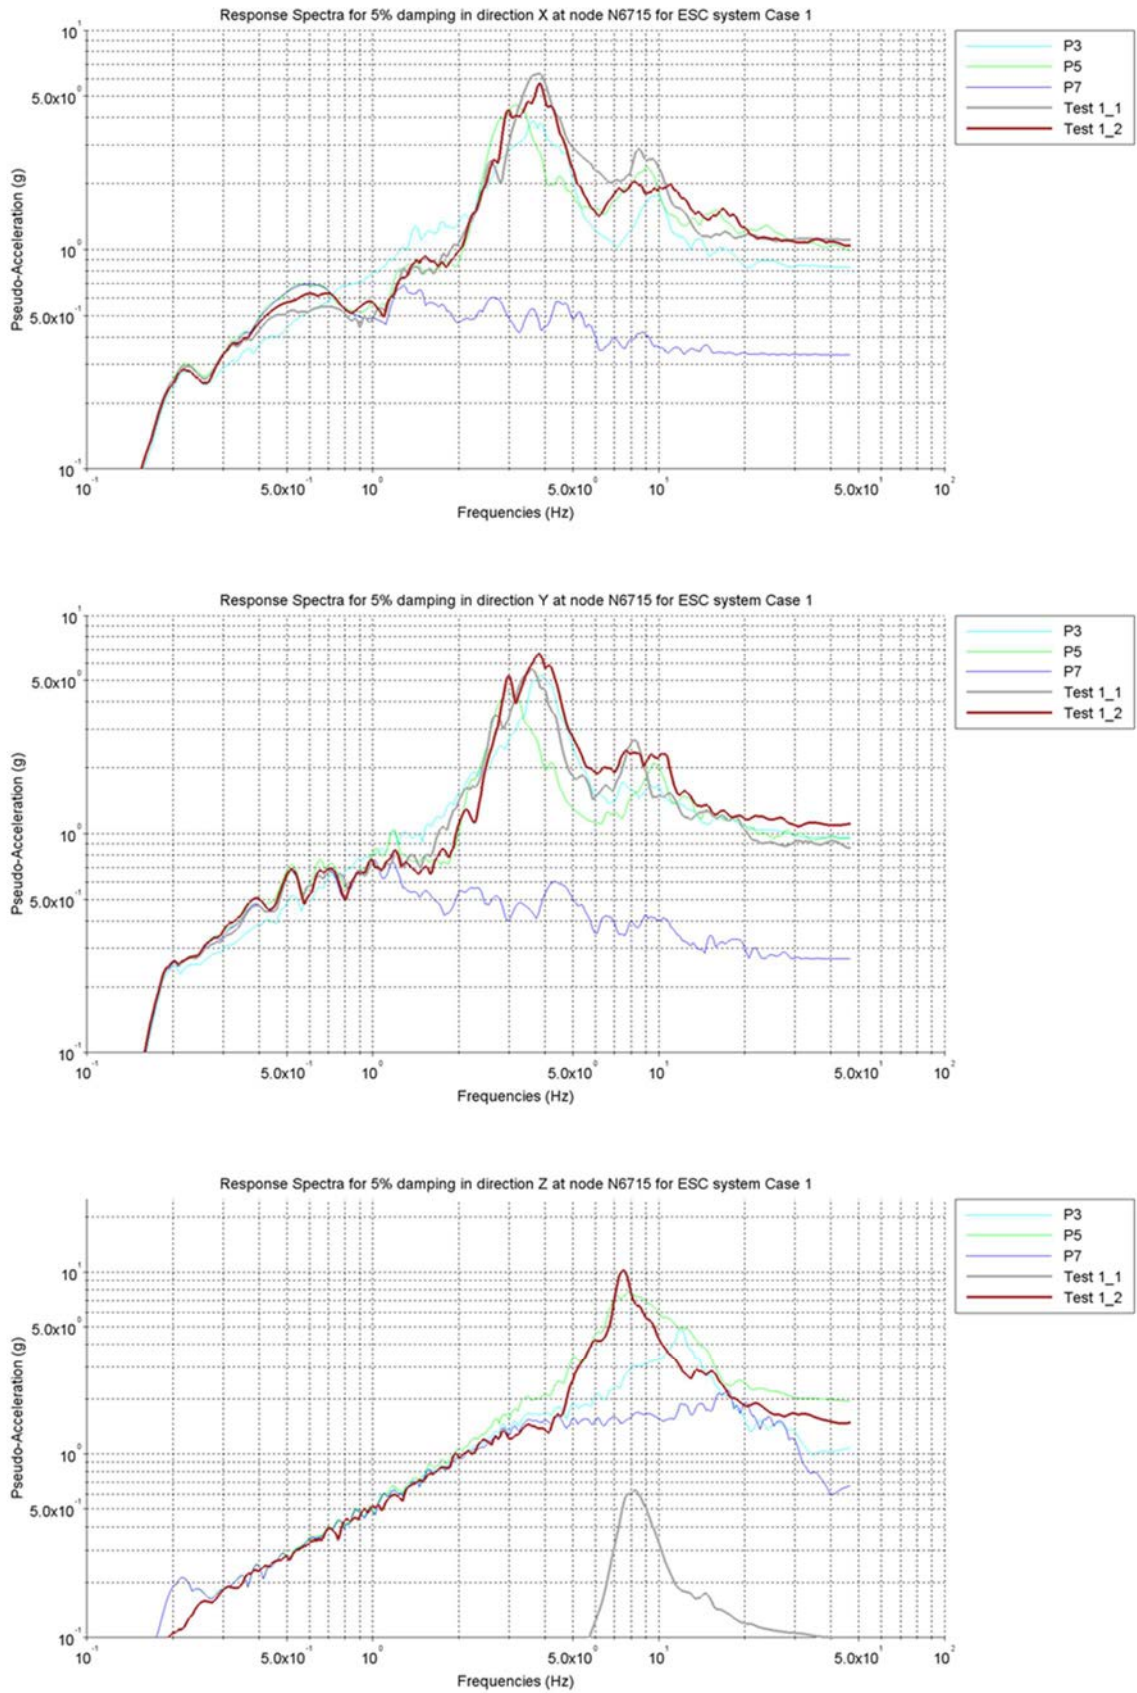 Response Spectra for 5% damping in direction X at node N6715 for ESC system Case 1
10¹
5.0x10⁰
10⁰
5.0x10⁻¹
10⁻¹
Pseudo-Acceleration (g)
10⁻¹ 5.0x10⁻¹ 10⁰ 5.0x10⁰ 10¹ 5.0x10¹ 10²
Frequencies (Hz)
P3
P5
P7
Test 1_1
Test 1_2
Response Spectra for 5% damping in direction Y at node N6715 for ESC system Case 1
10¹
5.0x10⁰
10⁰
5.0x10⁻¹
10⁻¹
Pseudo-Acceleration (g)
10⁻¹ 5.0x10⁻¹ 10⁰ 5.0x10⁰ 10¹ 5.0x10¹ 10²
Frequencies (Hz)
P3
P5
P7
Test 1_1
Test 1_2
Response Spectra for 5% damping in direction Z at node N6715 for ESC system Case 1
10¹
5.0x10⁰
10⁰
5.0x10⁻¹
10⁻¹
Pseudo-Acceleration (g)
10⁻¹ 5.0x10⁻¹ 10⁰ 5.0x10⁰ 10¹ 5.0x10¹ 10²
Frequencies (Hz)
P3
P5
P7
Test 1_1
Test 1_2